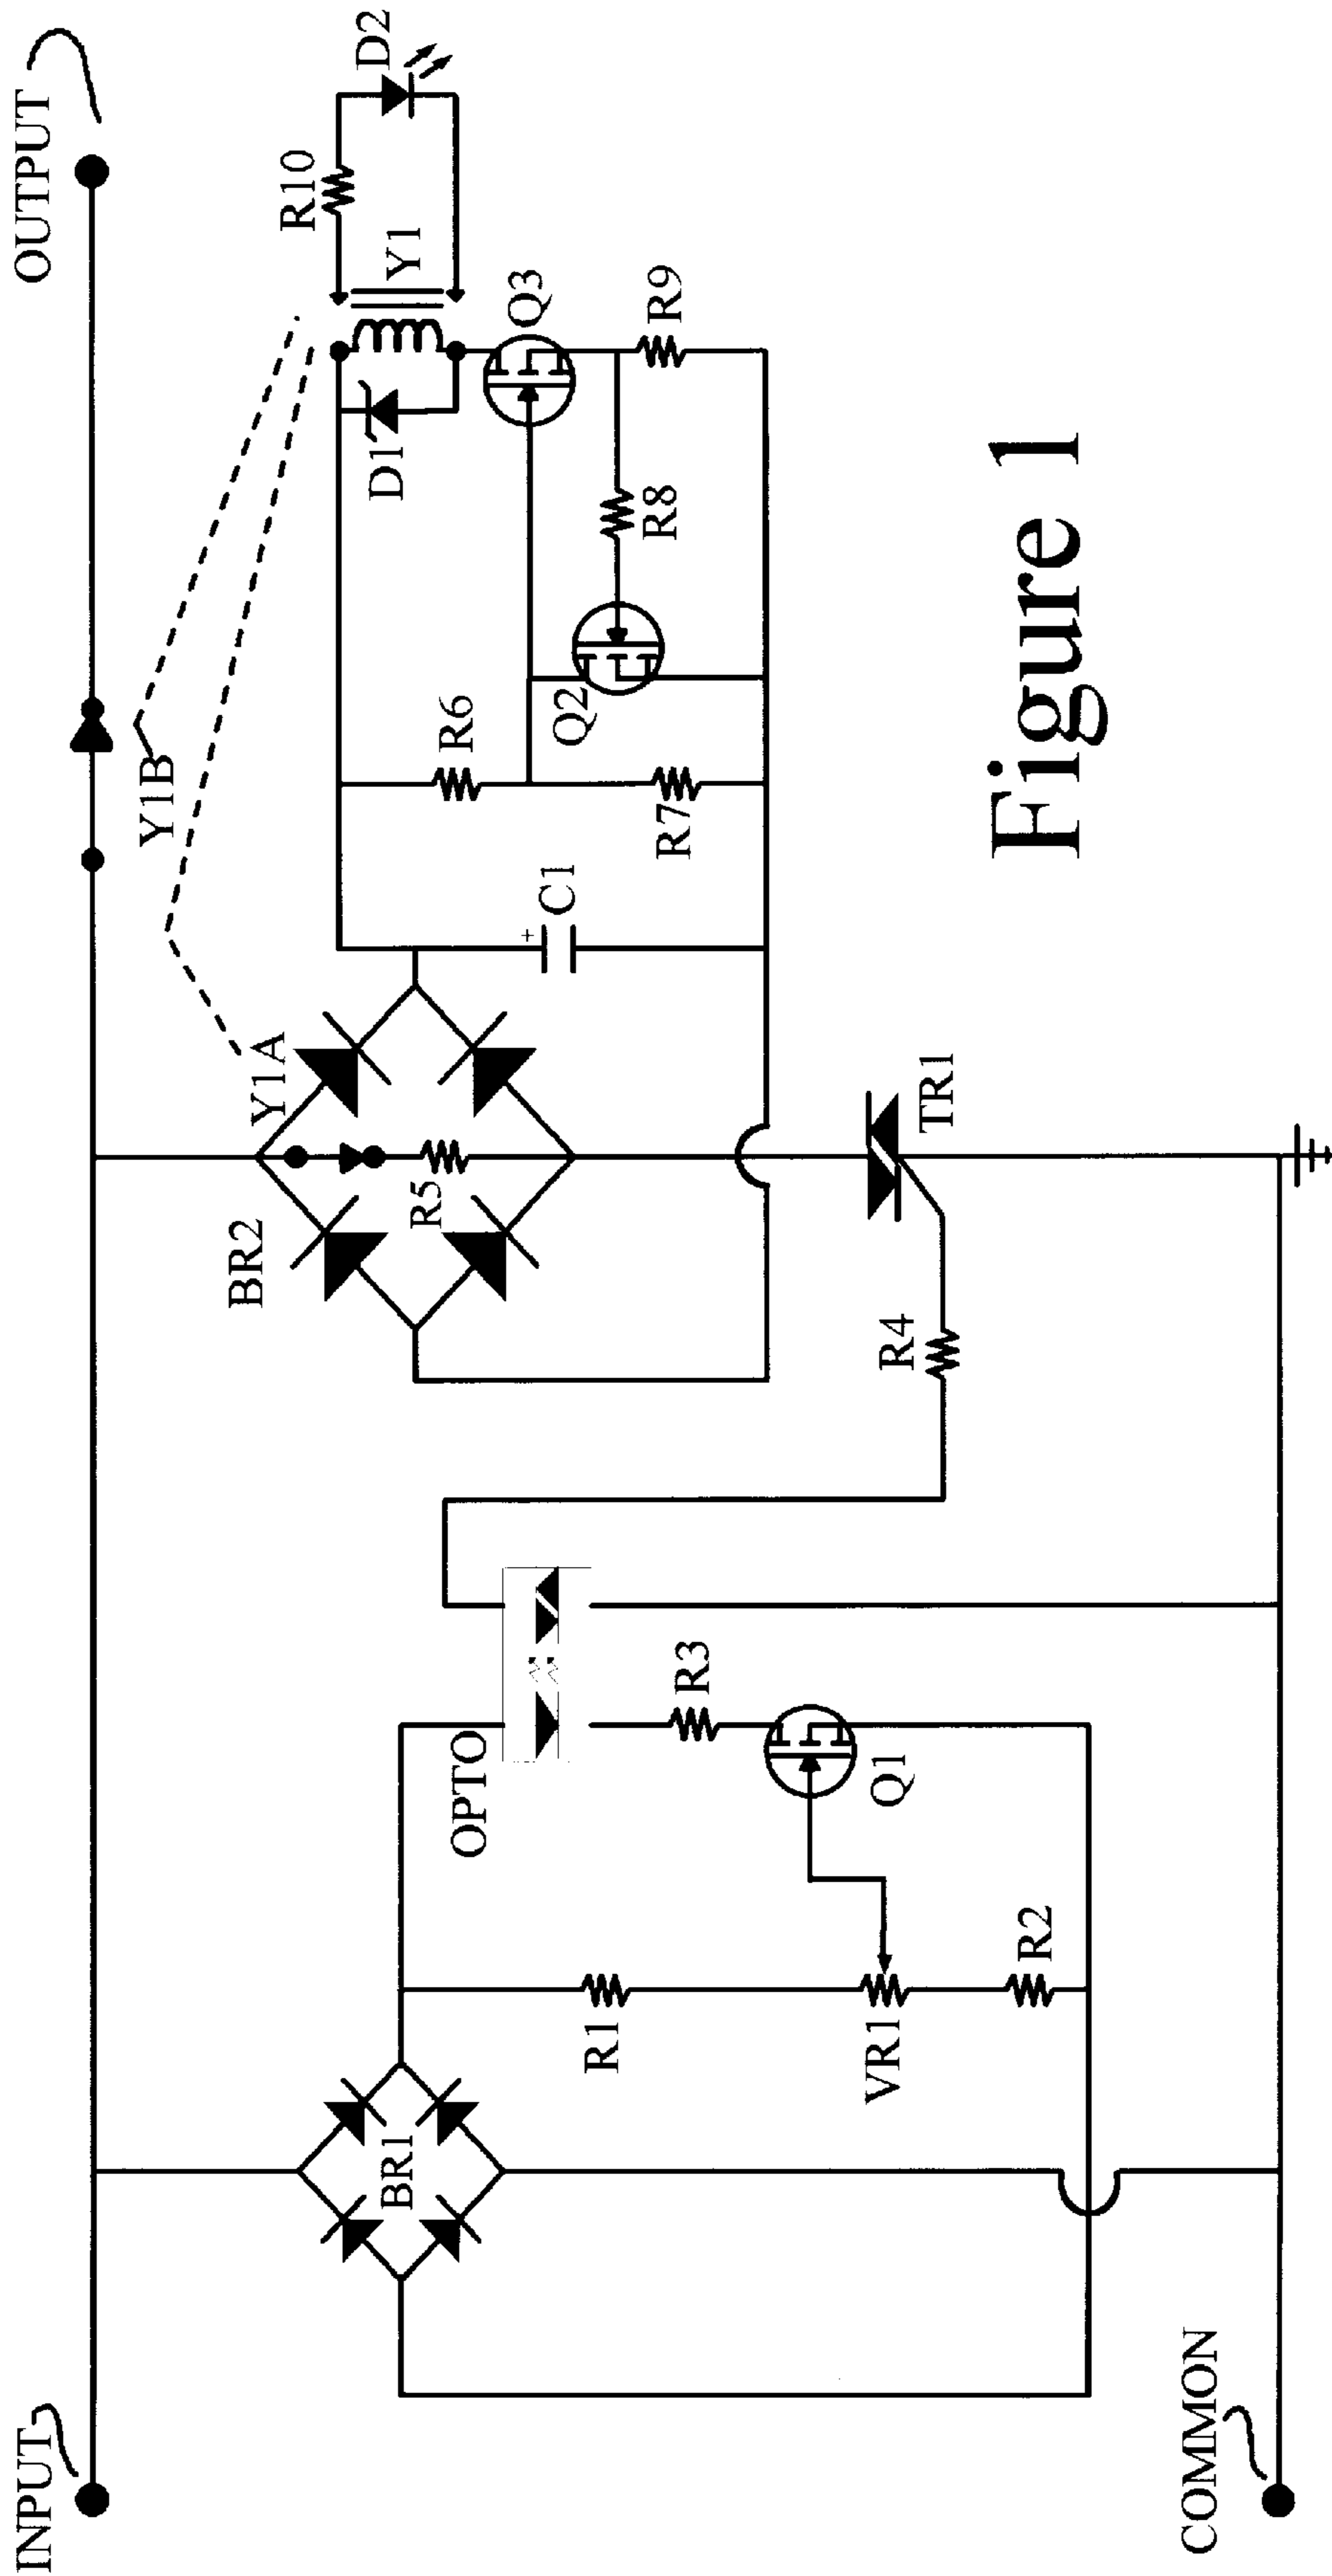 INPUT
OUTPUT
Y1B
BR1
R1
VR1
R2
OPTO
R3
Q1
R4
BR2
Y1A
R5
TR1
C1
+
R6
R7
Q2
R8
D1
Q3
R9
Y1
R10
D2
COMMON
Figure 1